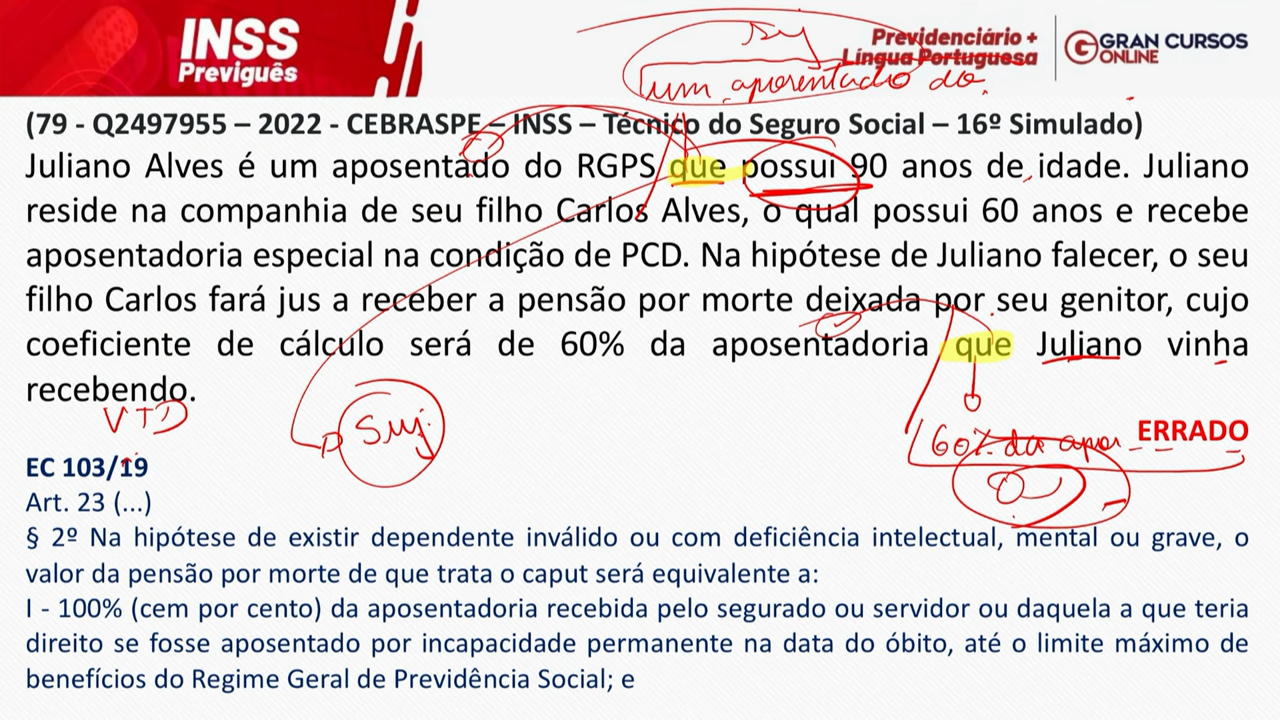 INSS
Previguês
Previdenciário +
Língua Portuguesa
GRAN CURSOS
ONLINE
suj
um aposentado do
(79 - Q2497955 – 2022 - CEBRASPE – INSS – Técnico do Seguro Social – 16º Simulado)
Juliano Alves é um aposentado do RGPS que possui 90 anos de idade. Juliano
reside na companhia de seu filho Carlos Alves, o qual possui 60 anos e recebe
aposentadoria especial na condição de PCD. Na hipótese de Juliano falecer, o seu
filho Carlos fará jus a receber a pensão por morte deixada por seu genitor, cujo
coeficiente de cálculo será de 60% da aposentadoria que Juliano vinha
recebendo.
VTD
Suj.
60% da apos
ERRADO
EC 103/19
Art. 23 (...)
§ 2º Na hipótese de existir dependente inválido ou com deficiência intelectual, mental ou grave, o
valor da pensão por morte de que trata o caput será equivalente a:
I - 100% (cem por cento) da aposentadoria recebida pelo segurado ou servidor ou daquela a que teria
direito se fosse aposentado por incapacidade permanente na data do óbito, até o limite máximo de
benefícios do Regime Geral de Previdência Social; e